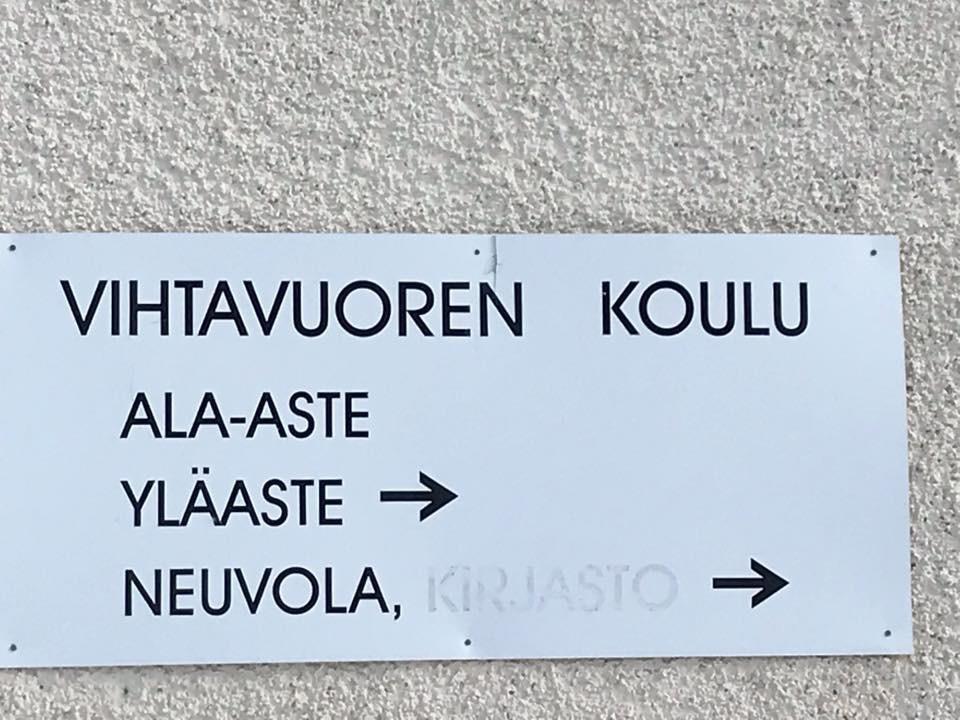 VIHTAVUOREN KOULU
ALA-ASTE
YLÄASTE →
NEUVOLA, KIRJASTO →